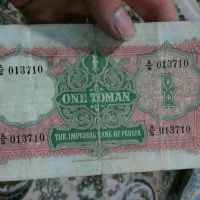 013710 013710
ONE TOMAN
013710 013710
THE IMPERIAL BANK OF PERSIA